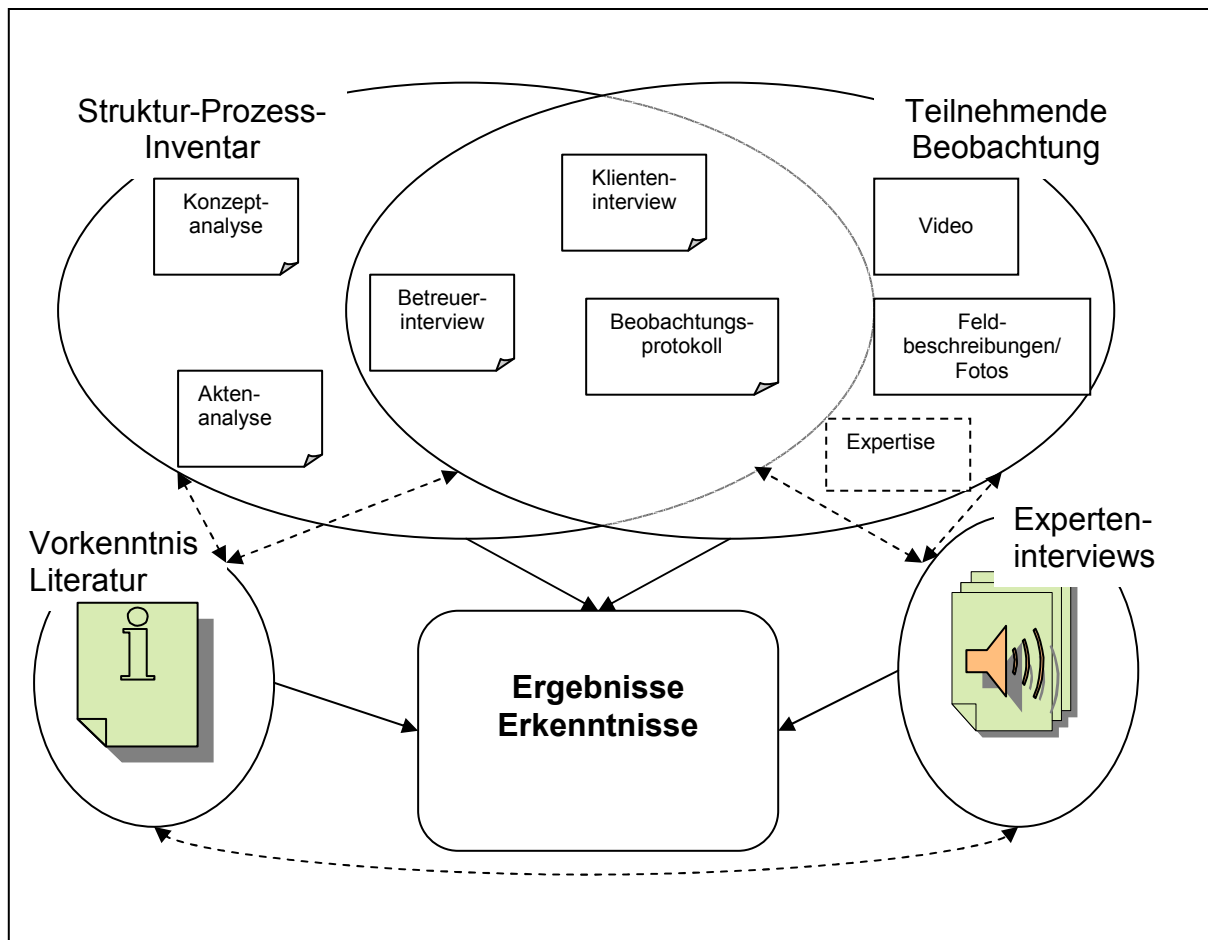 Struktur-Prozess-
Inventar
Teilnehmende
Beobachtung
Konzept-
analyse
Klienten-
interview
Video
Betreuer-
interview
Beobachtungs-
protokoll
Feld-
beschreibungen/
Fotos
Akten-
analyse
Expertise
Vorkenntnis
Literatur
Experten-
interviews
i
Ergebnisse
Erkenntnisse